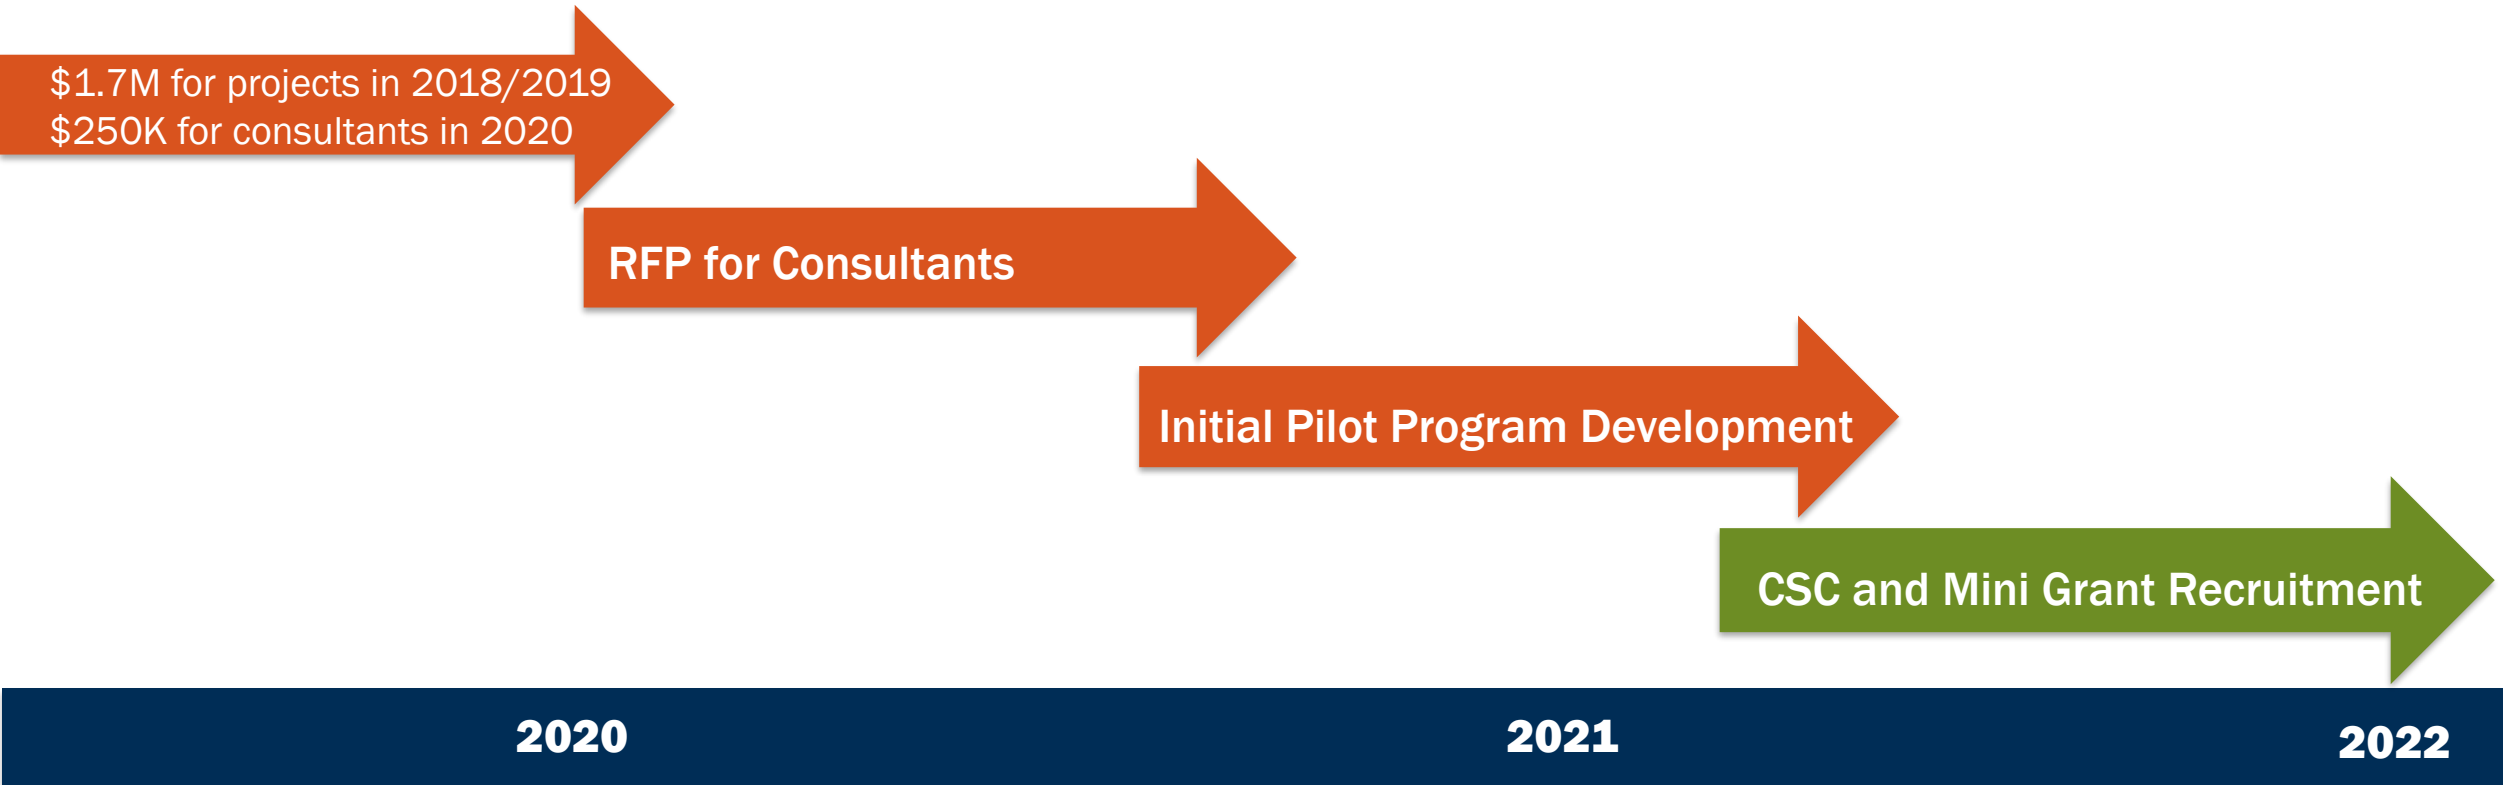 $1.7M for projects in 2018/2019
$250K for consultants in 2020
RFP for Consultants
Initial Pilot Program Development
CSC and Mini Grant Recruitment
2020
2021
2022